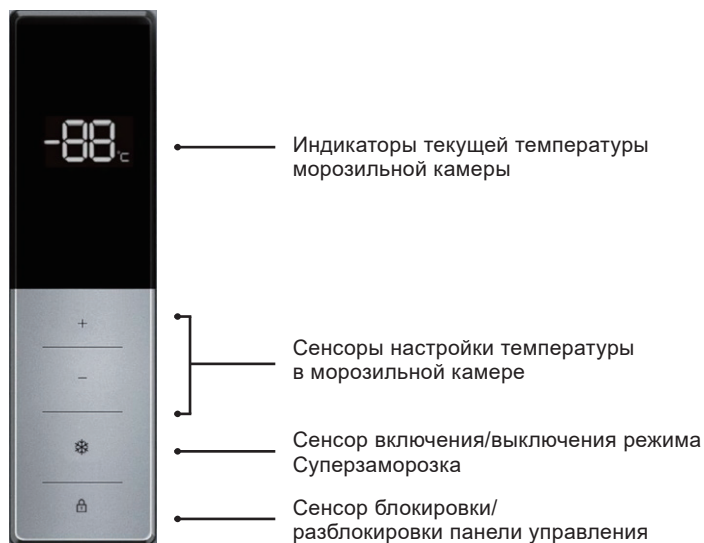 -88°C
Индикаторы текущей температуры
морозильной камеры
+
−
Сенсоры настройки температуры
в морозильной камере
Сенсор включения/выключения режима
Суперзаморозка
Сенсор блокировки/
разблокировки панели управления